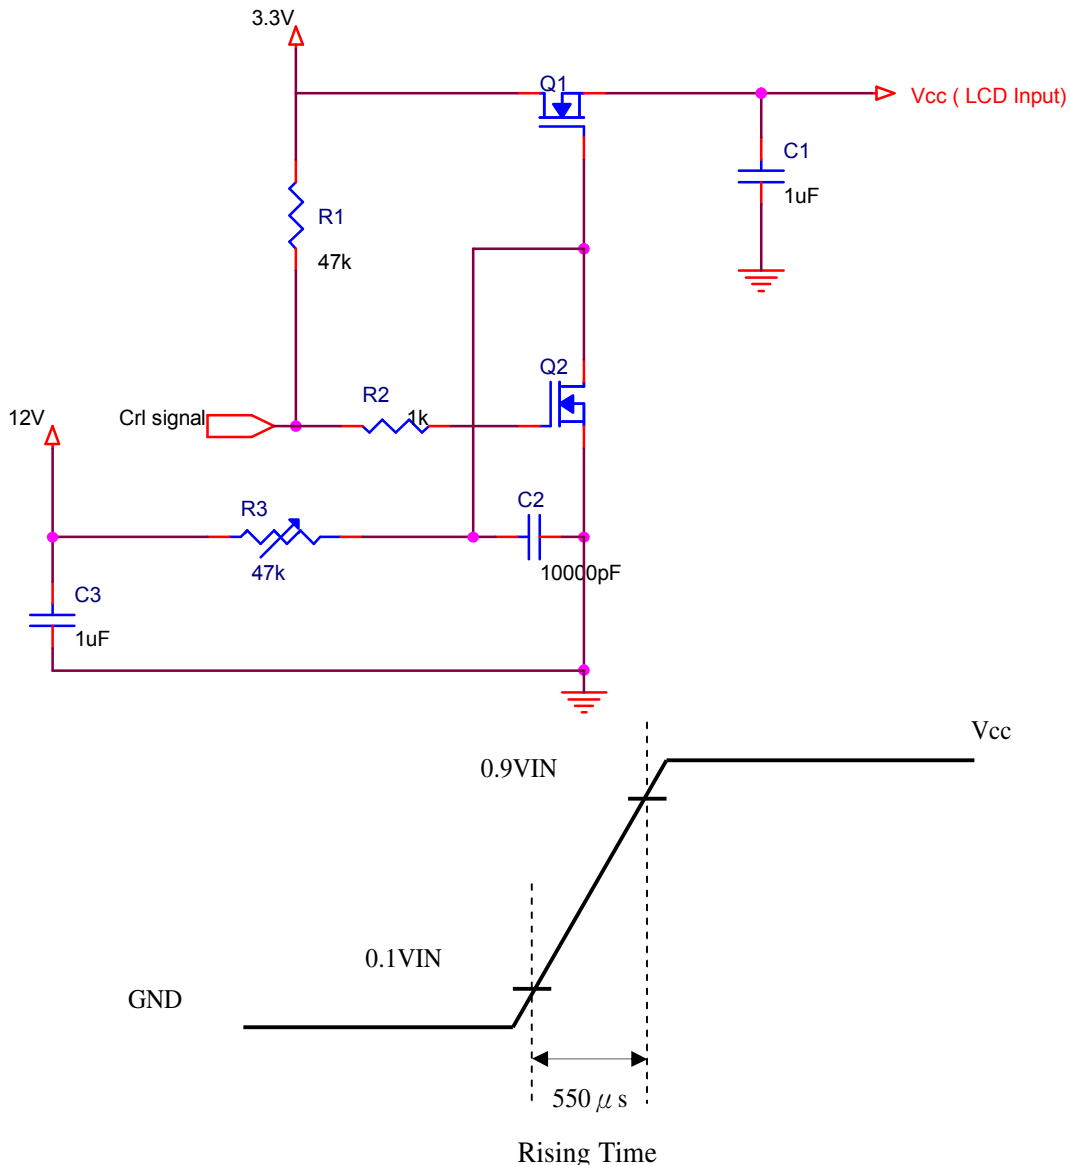 3.3V
Q1
Vcc ( LCD Input)
C1
1uF
R1
47k
Q2
R2
1k
12V
Crl signal
R3
47k
C2
10000pF
C3
1uF
Vcc
0.9VIN
0.1VIN
GND
550 μ s
Rising Time